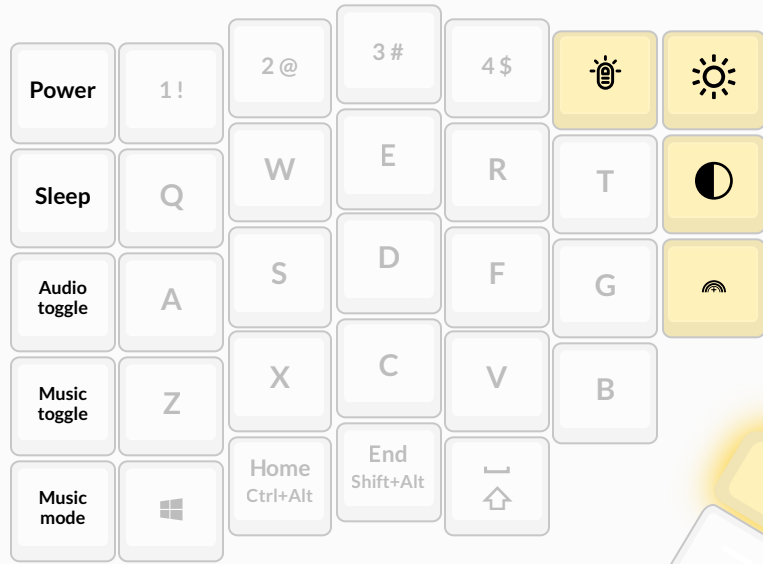 Power
1 !
2 @
3 #
4 $
Sleep
Q
W
E
R
T
Audio
toggle
A
S
D
F
G
Music
toggle
Z
X
C
V
B
Music
mode
Home
Ctrl+Alt
End
Shift+Alt